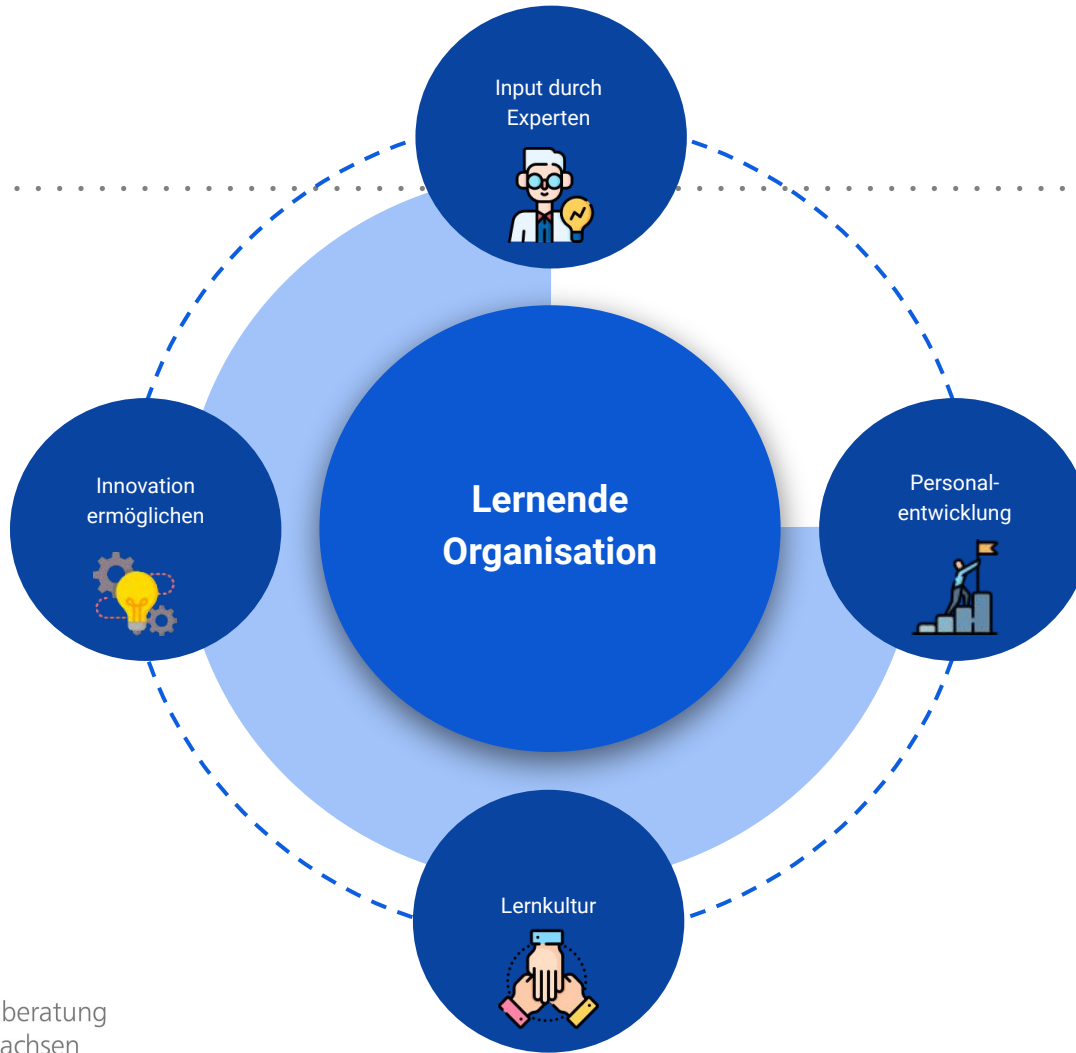 Input durch
Experten
Innovation
ermöglichen
Lernende
Organisation
Personal-
entwicklung
Lernkultur
beratung
achsen